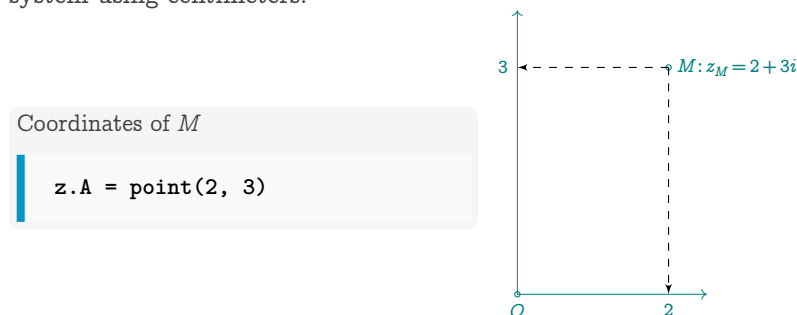 system using centimeters.
Coordinates of M
z.A = point(2, 3)
3
M: z_M = 2 + 3i
O
2